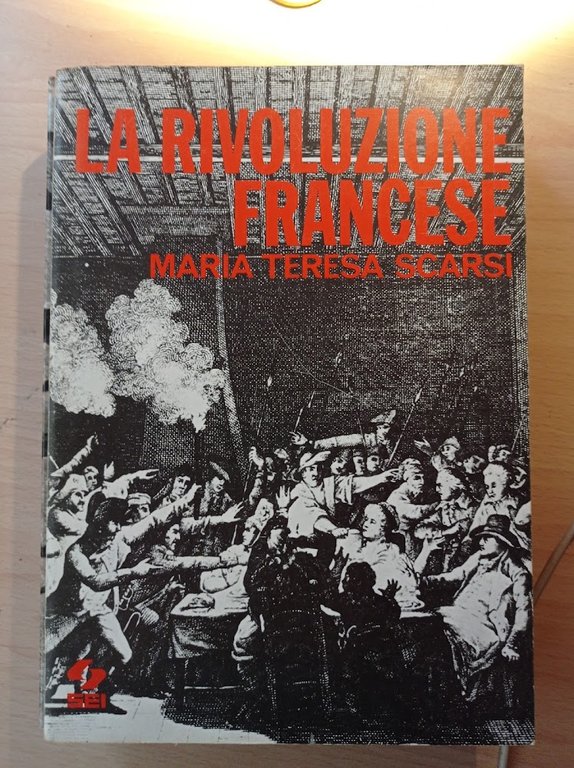 LA RIVOLUZIONE
FRANCESE
MARIA TERESA SCARSI
SEI